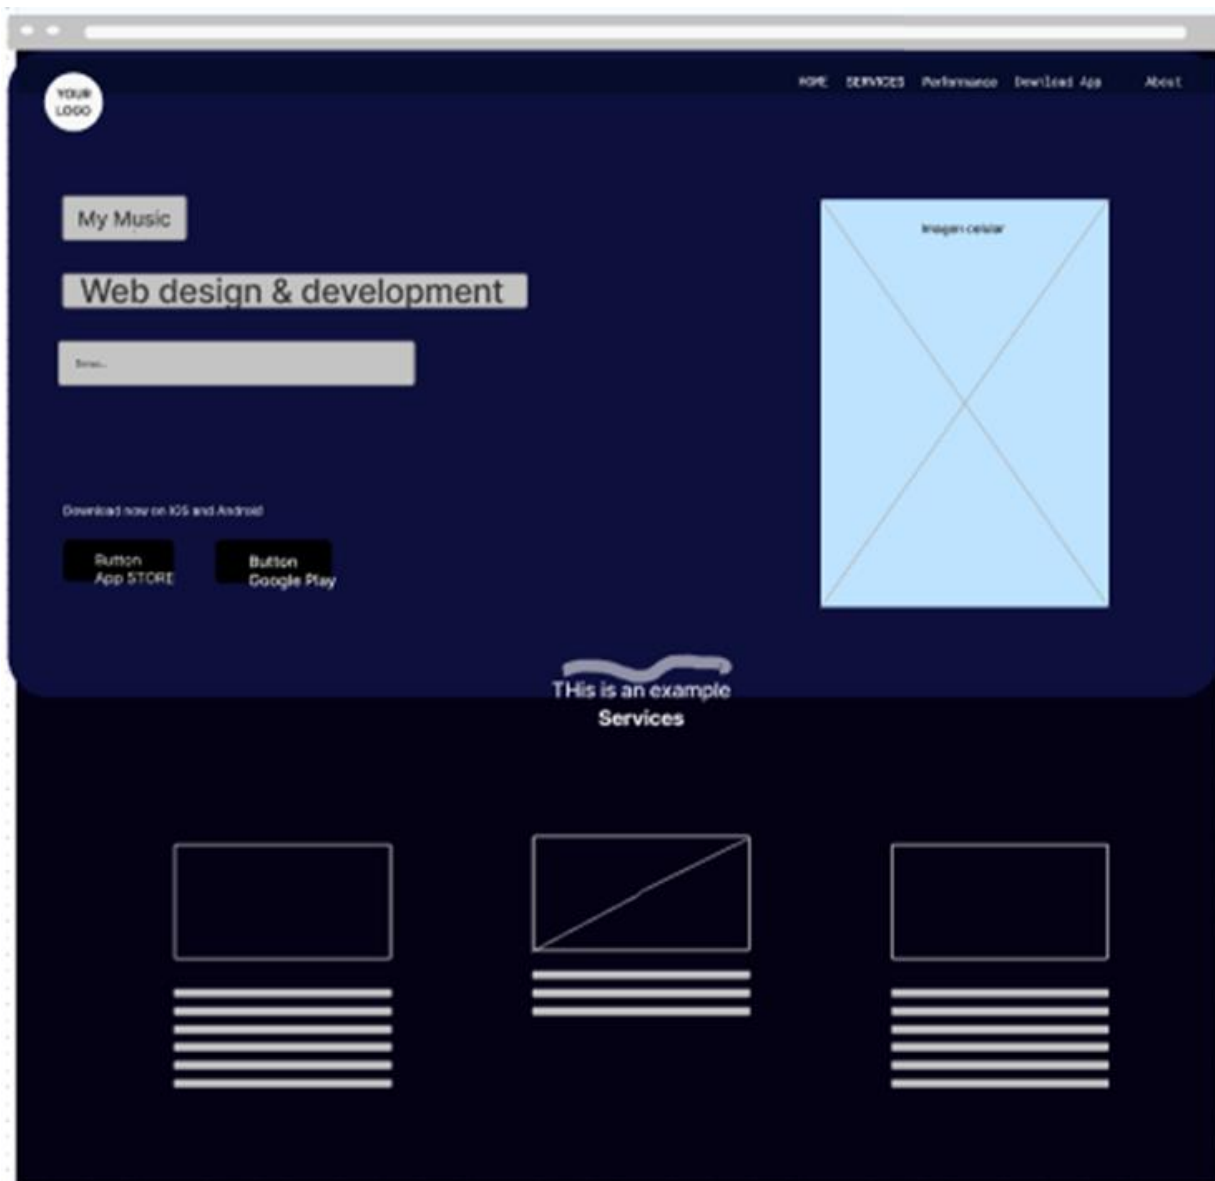 YOUR
LOGO
HOME SERVICES Performance Download App About
My Music
Imagen celular
Web design & development
Download now on IOS and Android
Button
App STORE
Button
Google Play
THis is an example
Services